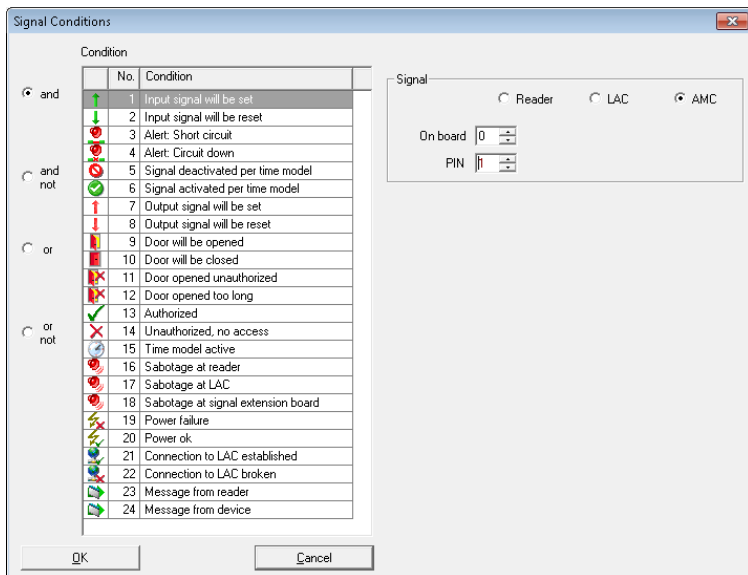 Signal Conditions
Condition
No. Condition
and
and
not
or
or
not
1 Input signal will be set
2 Input signal will be reset
3 Alert: Short circuit
4 Alert: Circuit down
5 Signal deactivated per time model
6 Signal activated per time model
7 Output signal will be set
8 Output signal will be reset
9 Door will be opened
10 Door will be closed
11 Door opened unauthorized
12 Door opened too long
13 Authorized
14 Unauthorized, no access
15 Time model active
16 Sabotage at reader
17 Sabotage at LAC
18 Sabotage at signal extension board
19 Power failure
20 Power ok
21 Connection to LAC established
22 Connection to LAC broken
23 Message from reader
24 Message from device
Signal
Reader LAC AMC
On board 0
PIN 1
OK Cancel